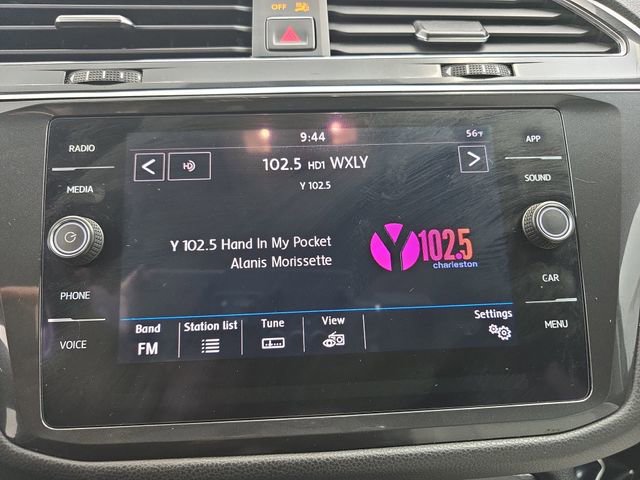 OFF
RADIO
MEDIA
PHONE
VOICE
9:44
56°F
102.5 HD1 WXLY
Y 102.5
Y 102.5 Hand In My Pocket
Alanis Morissette
Y 102.5
charleston
Band
FM
Station list
Tune
View
Settings
APP
SOUND
CAR
MENU